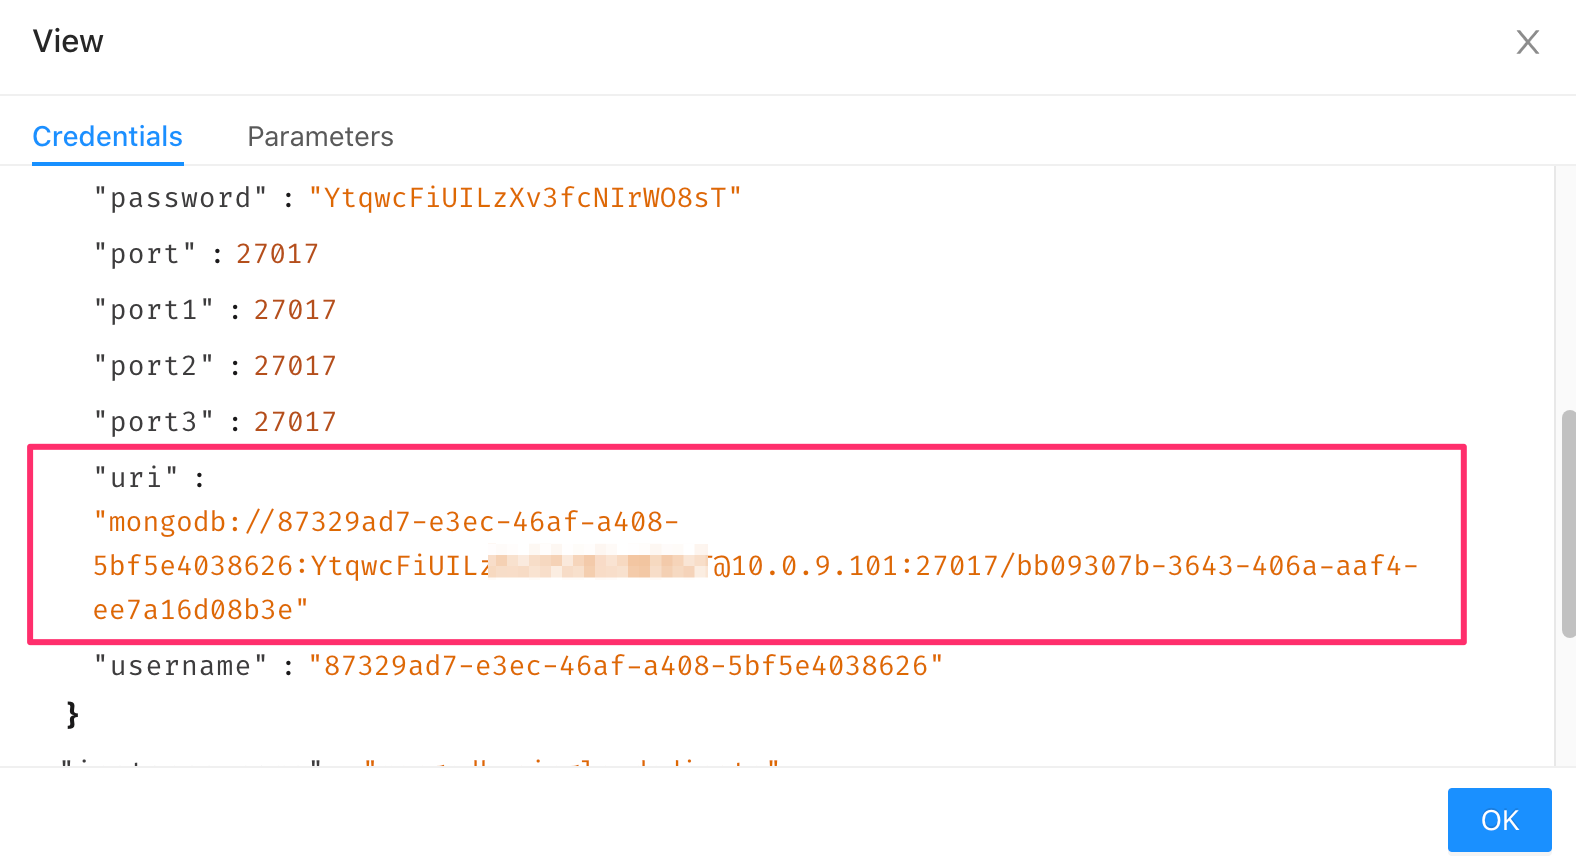 View
Credentials Parameters
"password" : "YtqwcFiUILzXv3fcNIrWO8sT"
"port" : 27017
"port1" : 27017
"port2" : 27017
"port3" : 27017
"uri" :
"mongodb://87329ad7-e3ec-46af-a408-
5bf5e4038626:YtqwcFiUILz @10.0.9.101:27017/bb09307b-3643-406a-aaf4-
ee7a16d08b3e"
"username" : "87329ad7-e3ec-46af-a408-5bf5e4038626"
}
OK